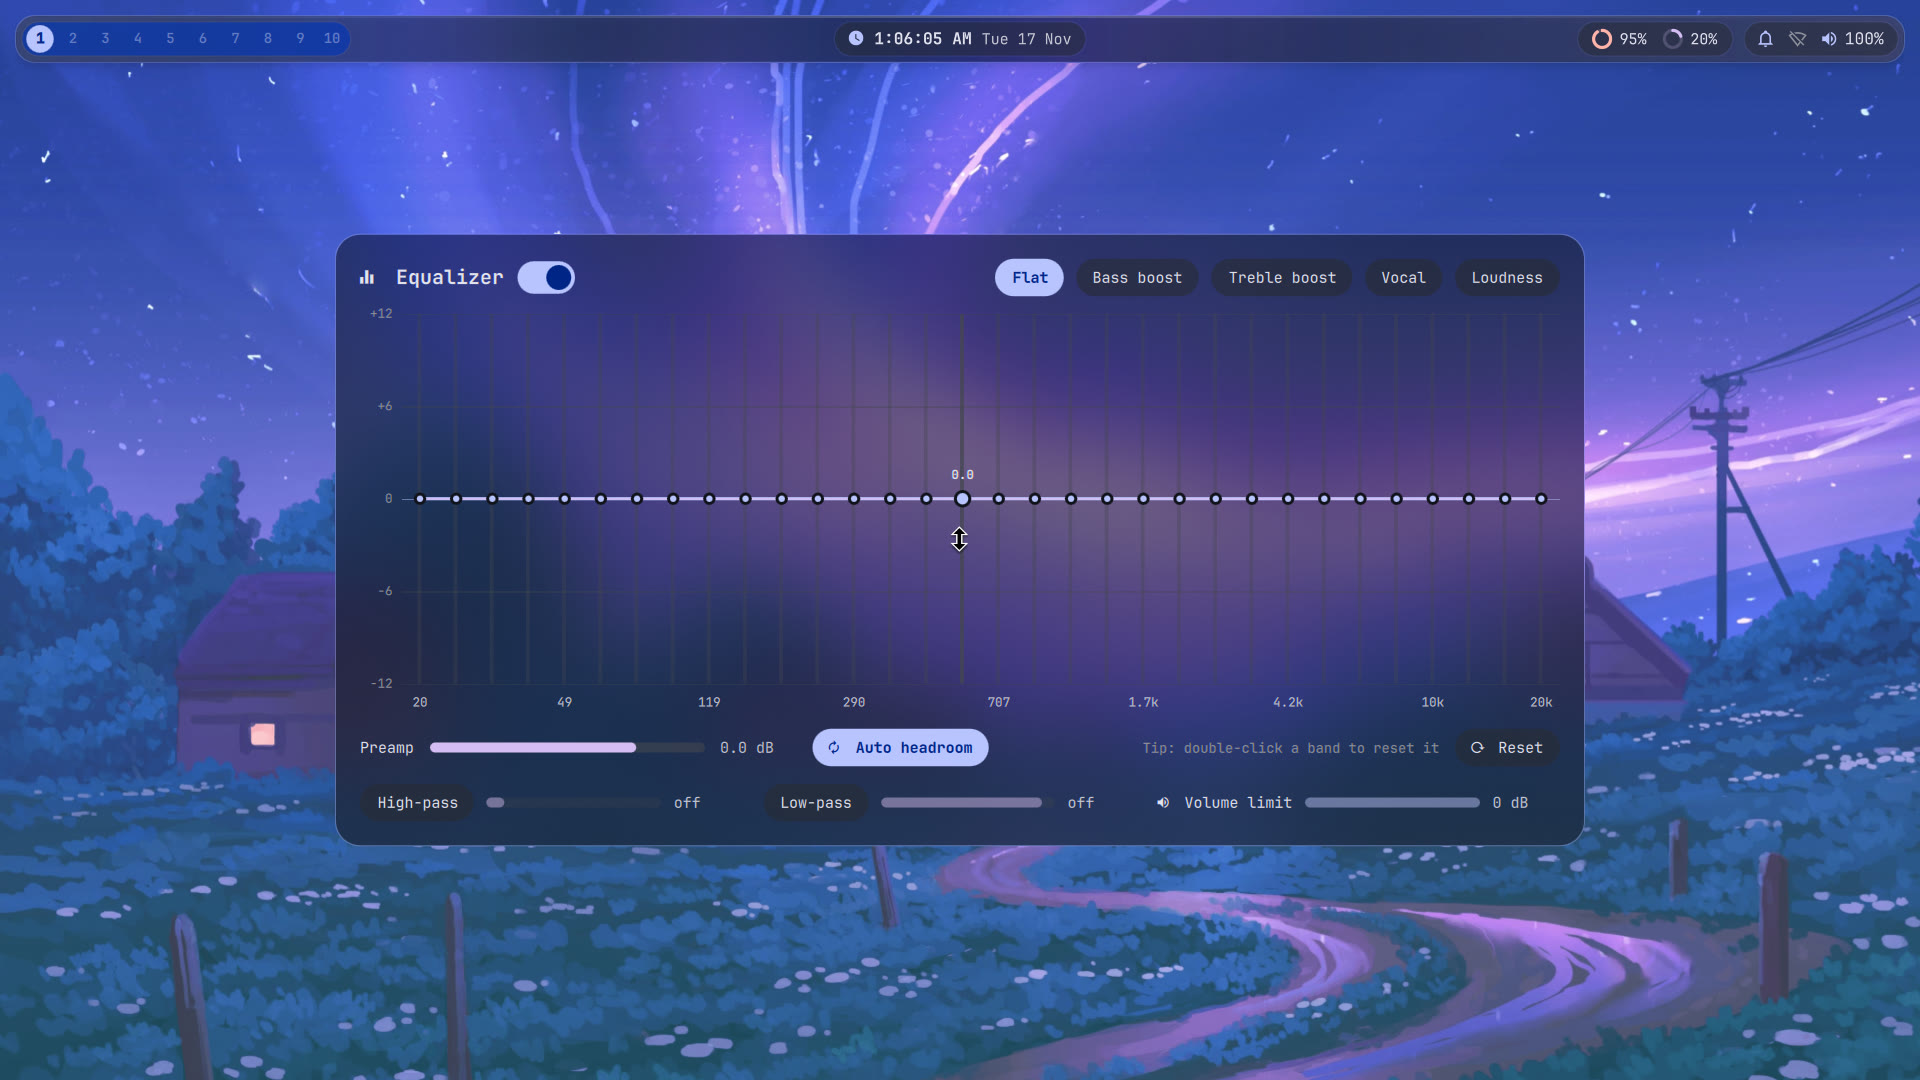 1 2 3 4 5 6 7 8 9 10 1:06:05 AM Tue 17 Nov 95% 20% 100%
Equalizer Flat Bass boost Treble boost Vocal Loudness
+12
+6
0.0
0
-6
-12
20 49 119 290 707 1.7k 4.2k 10k 20k
Preamp 0.0 dB Auto headroom Tip: double-click a band to reset it Reset
High-pass off Low-pass off Volume limit 0 dB